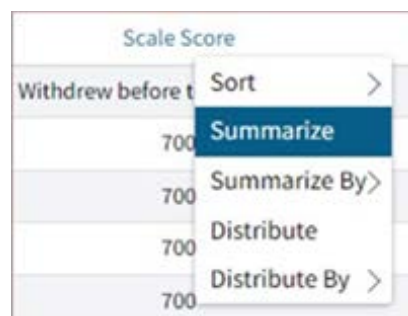 Scale Score
Withdrew before t
Sort >
700
Summarize
700
Summarize By>
700
Distribute
700
Distribute By >